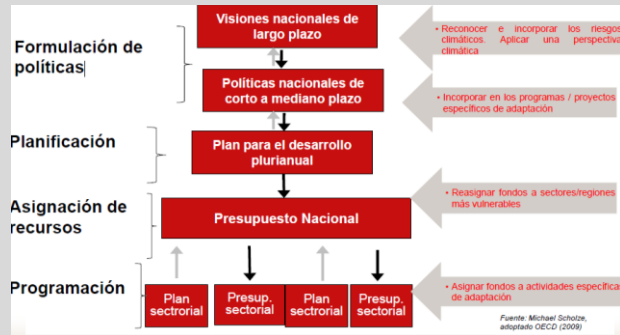 Formulación de
políticas
Planificación
Asignación de
recursos
Programación
Visiones nacionales de
largo plazo
Políticas nacionales de
corto a mediano plazo
Plan para el desarrollo
plurianual
Presupuesto Nacional
Plan
sectrorial
Presup.
sectorial
Plan
sectrorial
Presup.
sectorial
• Reconocer e incorporar los riesgos
climáticos. Aplicar una perspectiva
climática
• Incorporar en los programas / proyectos
específicos de adaptación
• Reasignar fondos a sectores/regiones
más vulnerables
• Asignar fondos a actividades específicas
de adaptación
Fuente: Michael Scholze,
adoptado OECD (2009)